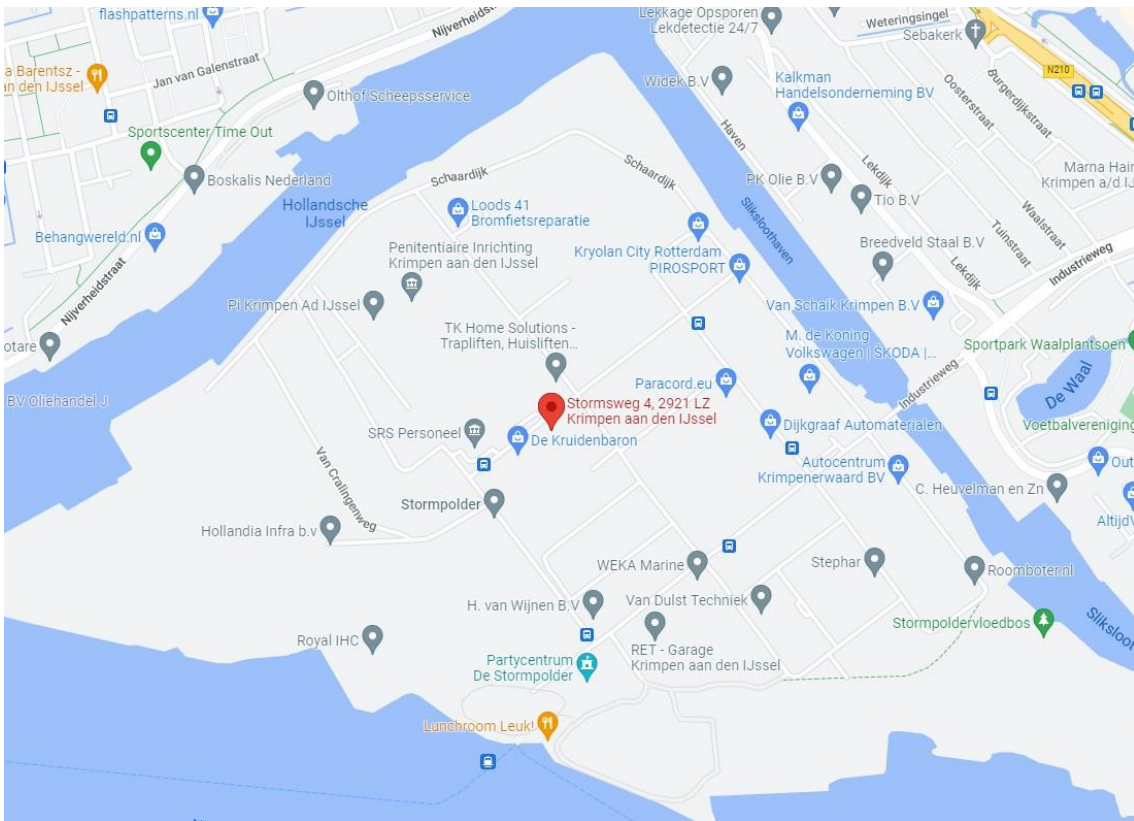 flashpatterns.nl
Nijverheidstraat
Lekkage Opsporen
Lekdetectie 24/7
Weteringsingel
Sebakerk
N210
a Barentsz -
an den IJssel
Jan van Galenstraat
Olthof Scheepsservice
Widek B.V
Kalkman
Handelsonderneming BV
Oosterstraat
Burgerdijkstraat
Sportscenter Time Out
Boskalis Nederland
Schaardijk
Schaardijk
Haven
Lekdijk
Marna Hair
Krimpen a/d IJ
PK Olie B.V
Tio B.V
Waalstraat
Tuinstraat
Hollandsche
IJssel
Loods 41
Bromfietsreparatie
Sliksloothaven
Behangwereld.nl
Penitentiaire Inrichting
Krimpen aan den IJssel
Kryolan City Rotterdam
PIROSPORT
Breedveld Staal B.V
Lekdijk
Industrieweg
Nijverheidstraat
Pi Krimpen Ad IJssel
Van Schaik Krimpen B.V
TK Home Solutions -
Trapliften, Huisliften...
M. de Koning
Volkswagen | ŠKODA |...
Sportpark Waalplantsoen
otare
Paracord.eu
Industrieweg
De Waal
BV Oliehandel J
Stormsweg 4, 2921 LZ
Krimpen aan den IJssel
SRS Personeel
De Kruidenbaron
Dijkgraaf Automaterialen
Voetbalvereniging
Van Cralingenweg
Autocentrum
Krimpenerwaard BV
Out
C. Heuvelman en Zn
Stormpolder
AltijdV
Hollandia Infra b.v
WEKA Marine
Stephar
Roomboter.nl
H. van Wijnen B.V
Van Dulst Techniek
Stormpoldervloedbos
Sliksloot
Royal IHC
RET - Garage
Krimpen aan den IJssel
Partycentrum
De Stormpolder
Lunchroom Leuk!